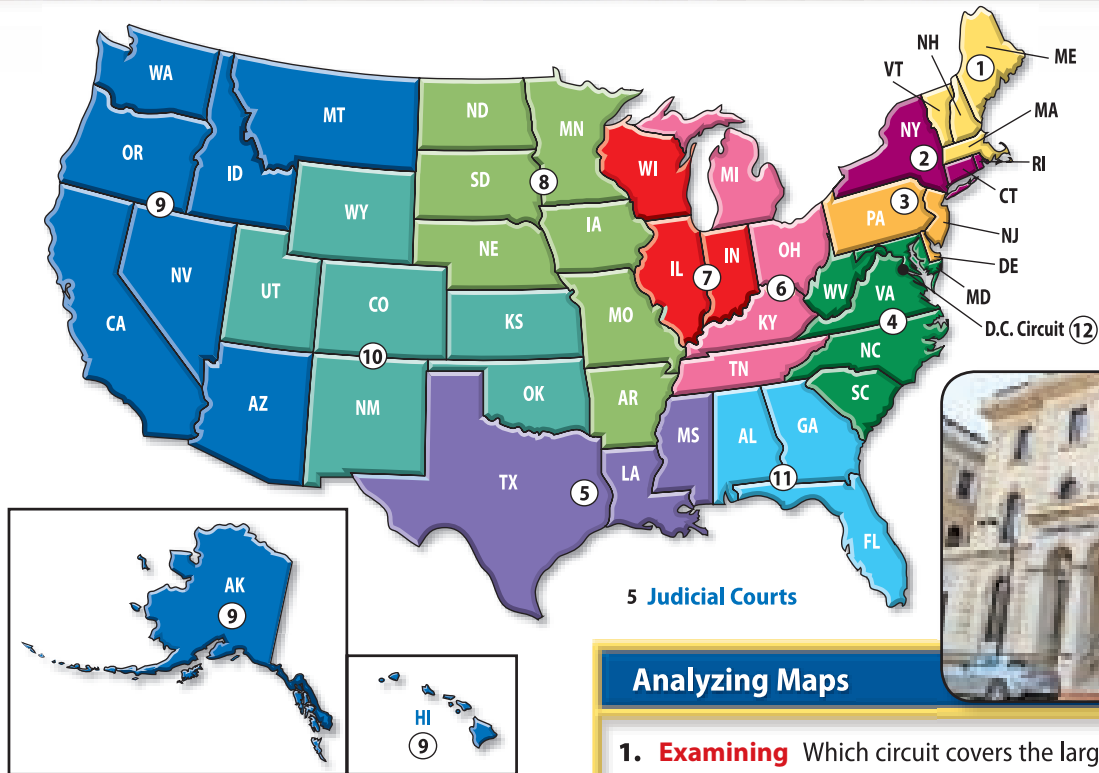 WA
MT
ND
MN
OR
ID
SD
8
WI
MI
NH
VT
1
ME
NY
MA
2
RI
CT
9
WY
NE
IA
PA
3
NJ
DE
MD
D.C. Circuit 12
NV
UT
CO
KS
MO
IL
7
IN
OH
6
WV
VA
4
CA
10
KY
NC
AZ
NM
OK
AR
TN
SC
TX
5
LA
MS
AL
GA
11
FL
5 Judicial Courts
AK
9
HI
9
Analyzing Maps
1. Examining Which circuit covers the larg